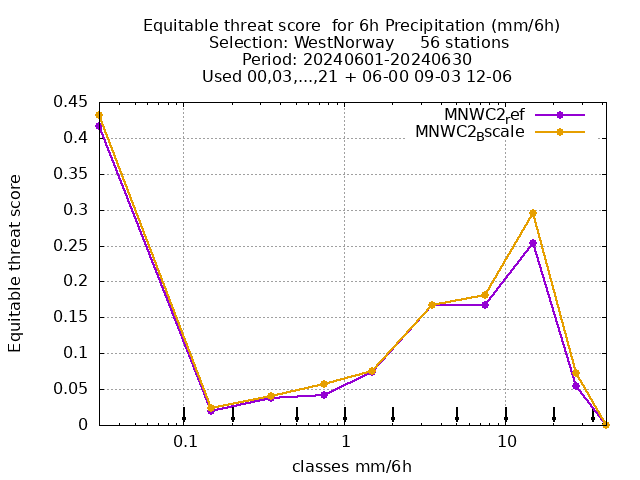 Equitable threat score  for 6h Precipitation (mm/6h)
Selection: WestNorway     56 stations
Period: 20240601-20240630
Used 00,03,...,21 + 06-00 09-03 12-06
MNWC2ref
MNWC2Bscale
0.45
0.4
0.35
0.3
0.25
0.2
0.15
0.1
0.05
0
Equitable threat score
0.1
1
10
classes mm/6h